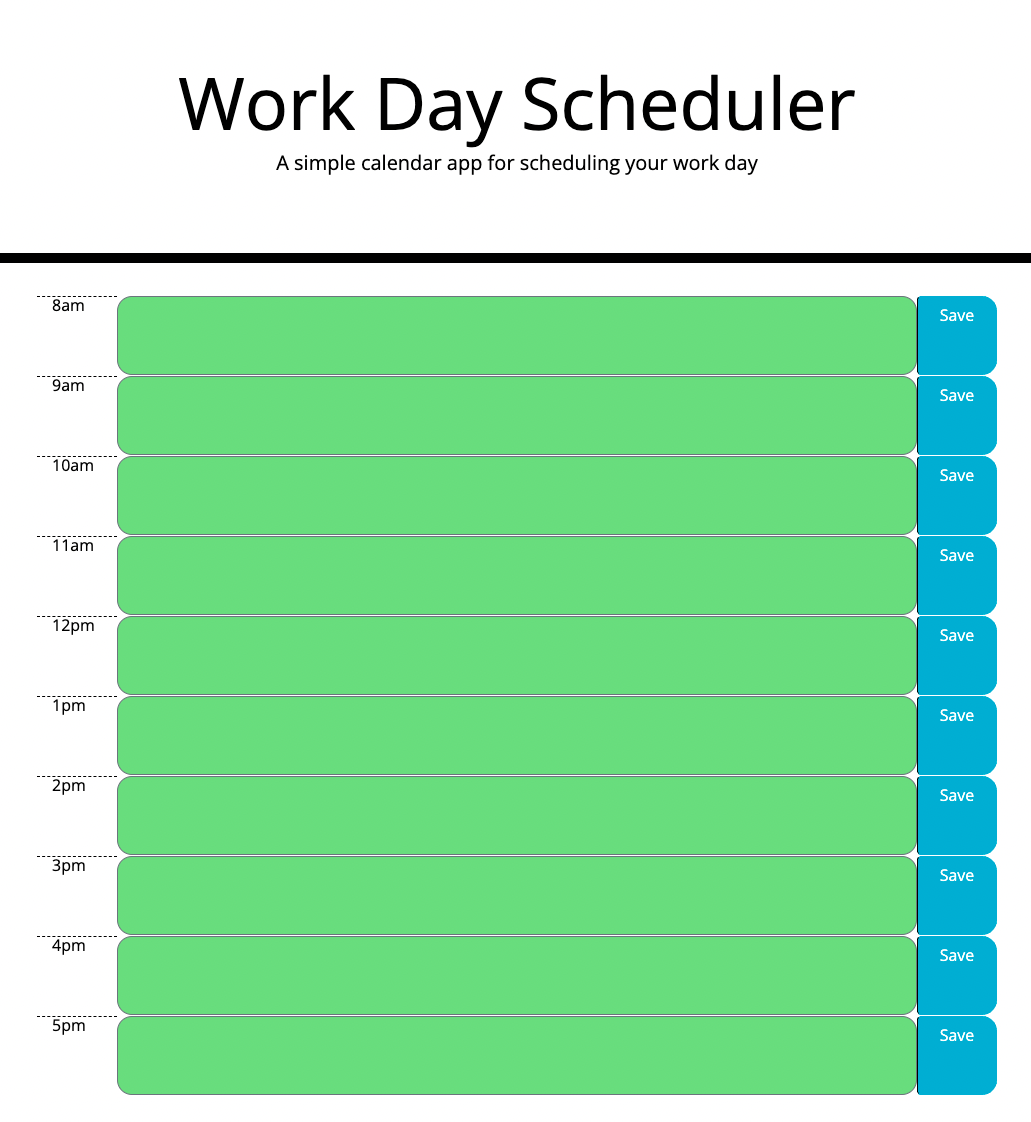 Work Day Scheduler
A simple calendar app for scheduling your work day
8am Save
9am Save
10am Save
11am Save
12pm Save
1pm Save
2pm Save
3pm Save
4pm Save
5pm Save